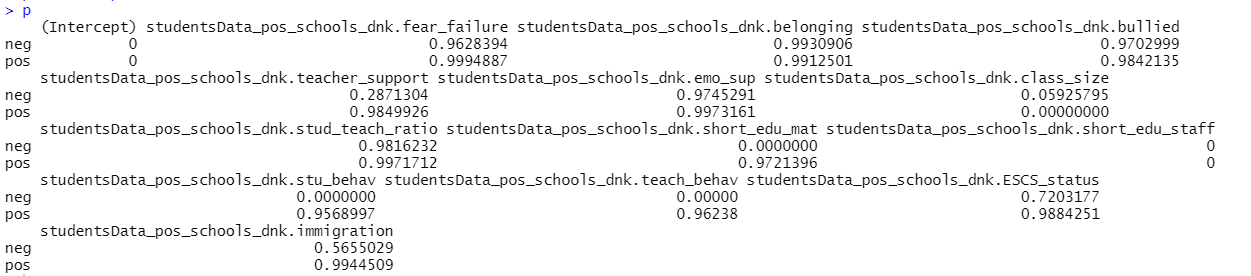 > p
(Intercept) studentsData_pos_schools_dnk.fear_failure studentsData_pos_schools_dnk.belonging studentsData_pos_schools_dnk.bullied
neg 0 0.9628394 0.9930906 0.9702999
pos 0 0.9994887 0.9912501 0.9842135
studentsData_pos_schools_dnk.teacher_support studentsData_pos_schools_dnk.emo_sup studentsData_pos_schools_dnk.class_size
neg 0.2871304 0.9745291 0.05925795
pos 0.9849926 0.9973161 0.00000000
studentsData_pos_schools_dnk.stud_teach_ratio studentsData_pos_schools_dnk.short_edu_mat studentsData_pos_schools_dnk.short_edu_staff
neg 0.9816232 0.0000000 0
pos 0.9971712 0.9721396 0
studentsData_pos_schools_dnk.stu_behav studentsData_pos_schools_dnk.teach_behav studentsData_pos_schools_dnk.ESCS_status
neg 0.0000000 0.00000 0.7203177
pos 0.9568997 0.96238 0.9884251
studentsData_pos_schools_dnk.immigration
neg 0.5655029
pos 0.9944509